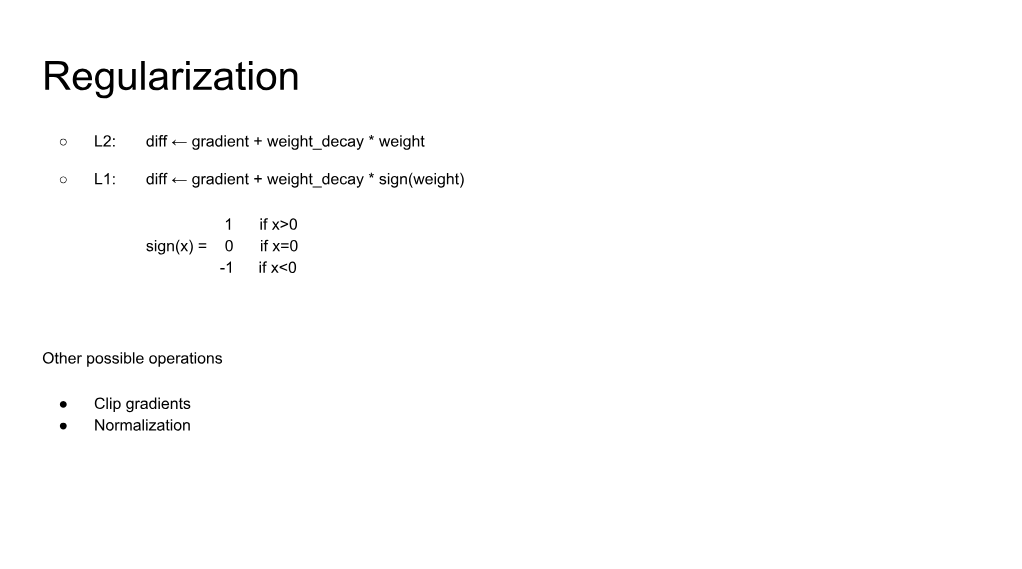 Regularization
○ L2: diff ← gradient + weight_decay * weight
○ L1: diff ← gradient + weight_decay * sign(weight)
1 if x>0
sign(x) = 0 if x=0
-1 if x<0
Other possible operations
● Clip gradients
● Normalization